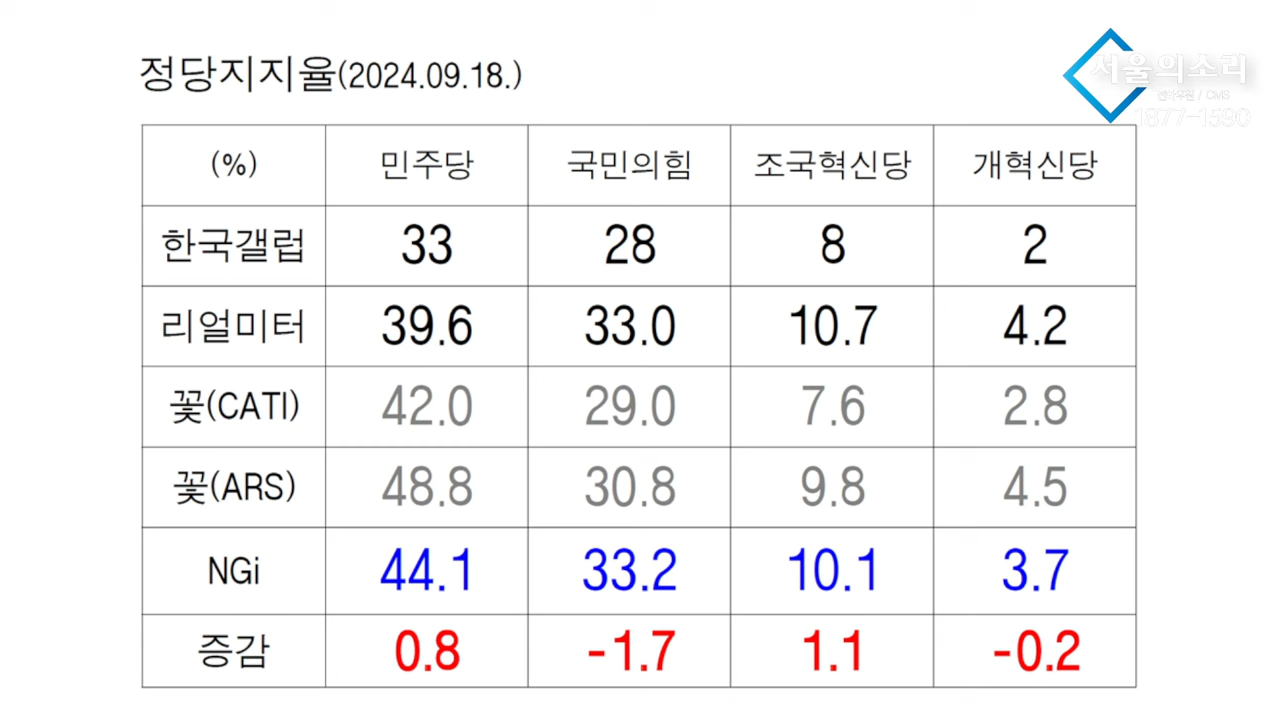 정당지지율(2024.09.18.)
서울의소리
1877-1590
(%) 민주당 국민의힘 조국혁신당 개혁신당
한국갤럽 33 28 8 2
리얼미터 39.6 33.0 10.7 4.2
꽃(CATI) 42.0 29.0 7.6 2.8
꽃(ARS) 48.8 30.8 9.8 4.5
NGi 44.1 33.2 10.1 3.7
증감 0.8 -1.7 1.1 -0.2